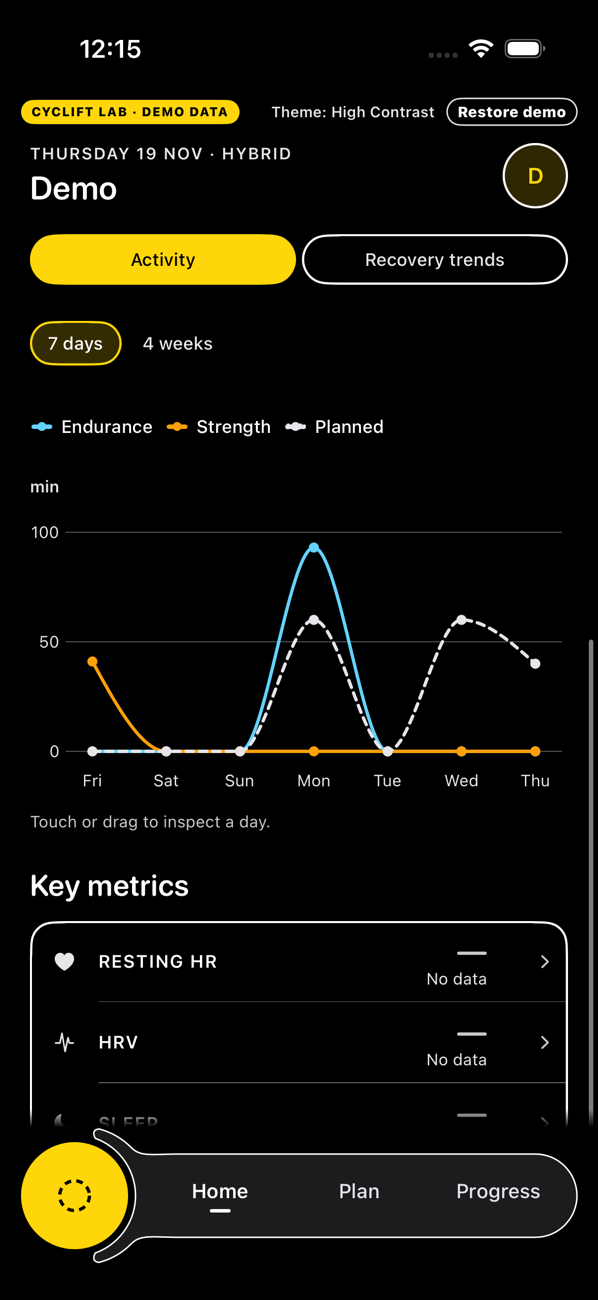 12:15
CYCLIFT LAB · DEMO DATA
Theme: High Contrast
Restore demo
THURSDAY 19 NOV · HYBRID
Demo
D
Activity
Recovery trends
7 days
4 weeks
Endurance
Strength
Planned
min
100
50
0
Fri Sat Sun Mon Tue Wed Thu
Touch or drag to inspect a day.
Key metrics
RESTING HR
No data
HRV
No data
SLEEP
Home
Plan
Progress